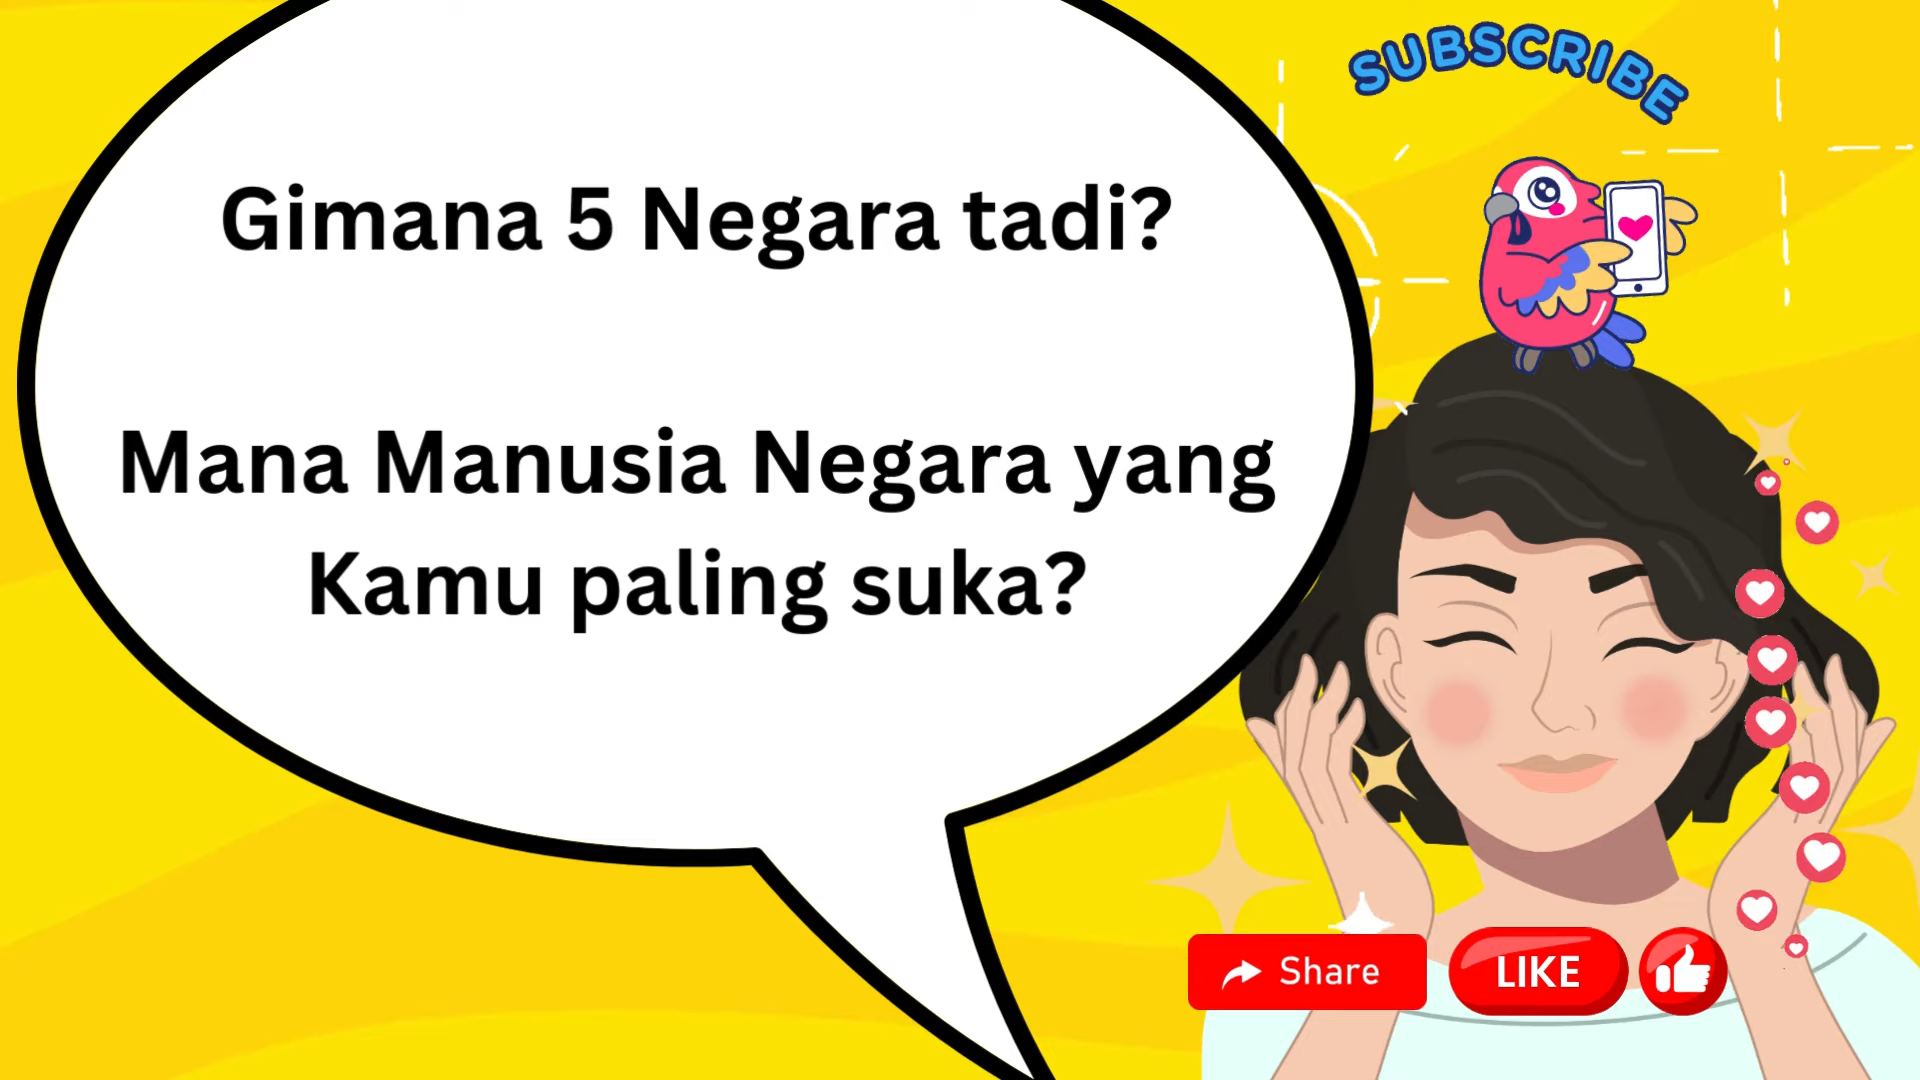 SUBSCRIBE
Gimana 5 Negara tadi?
Mana Manusia Negara yang
Kamu paling suka?
Share
LIKE